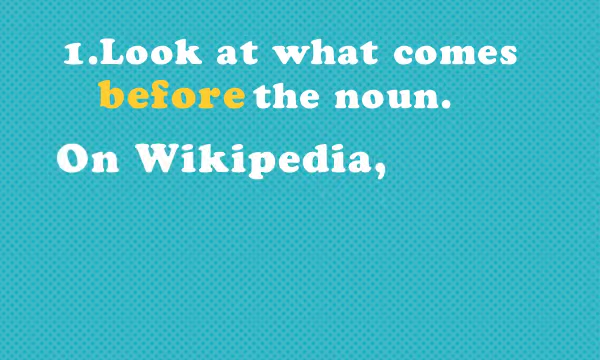 1.Look at what comes
before the noun.
On Wikipedia,